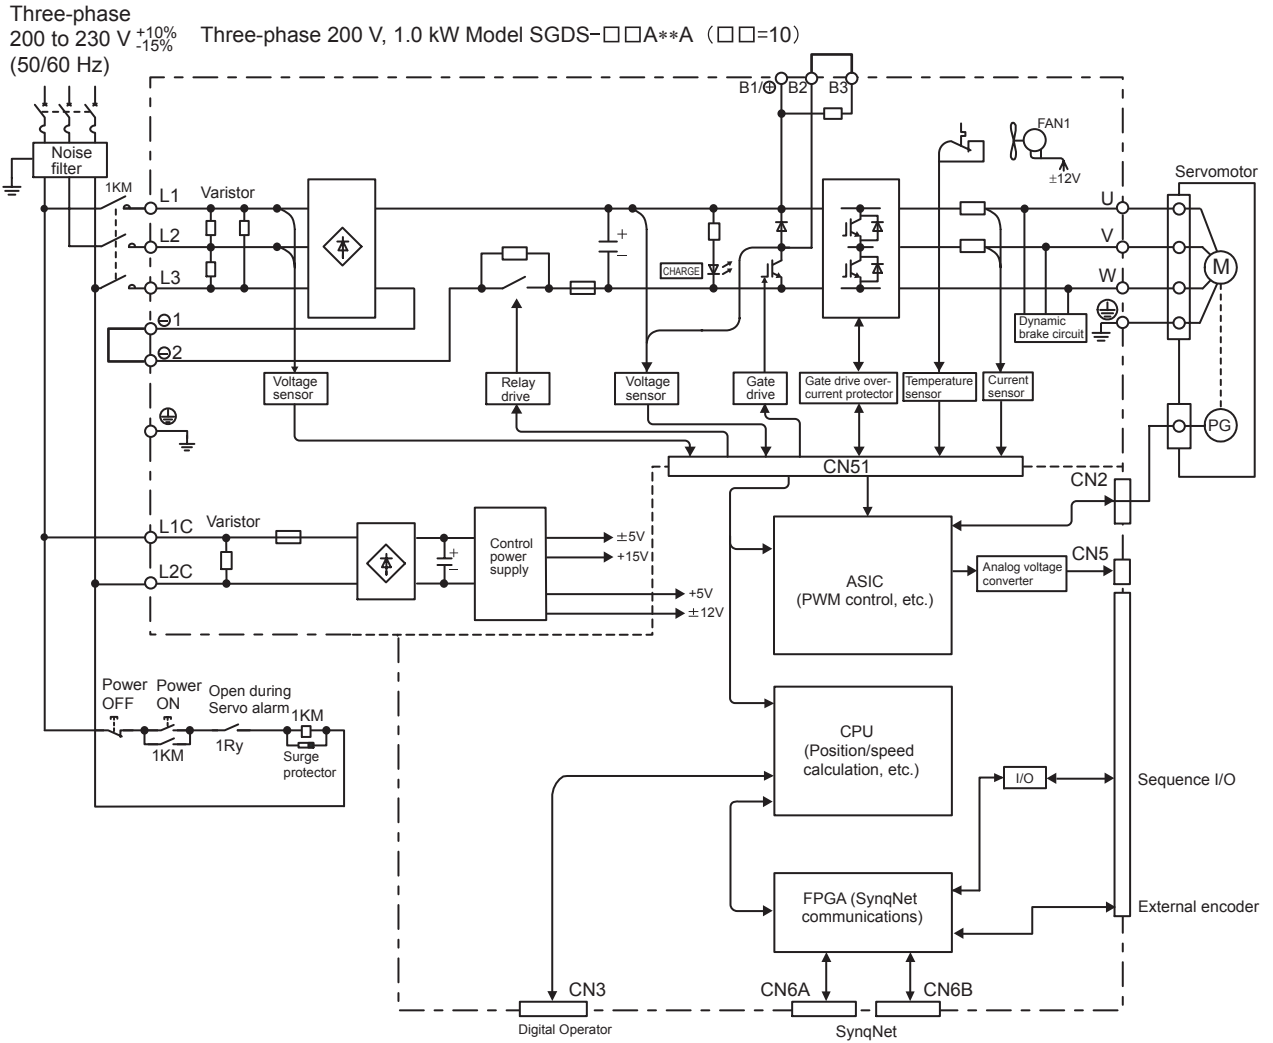 Three-phase
200 to 230 V +10% -15%
(50/60 Hz)
Three-phase 200 V, 1.0 kW Model SGDS-□□A**A (□□=10)
B1/⊕ B2 B3
FAN1
±12V
Noise
filter
1KM
L1
Varistor
L2
L3
⊖1
⊖2
+
−
CHARGE
U
V
W
Servomotor
M
PG
Dynamic
brake circuit
Voltage
sensor
Relay
drive
Voltage
sensor
Gate
drive
Gate drive over-
current protector
Temperature
sensor
Current
sensor
CN51
CN2
L1C
Varistor
L2C
+
−
Control
power
supply
±5V
+15V
+5V
±12V
ASIC
(PWM control, etc.)
Analog voltage
converter
CN5
Power
OFF
Power
ON
1KM
Open during
Servo alarm
1Ry
1KM
Surge
protector
CPU
(Position/speed
calculation, etc.)
I/O
Sequence I/O
FPGA (SynqNet
communications)
External encoder
CN3
Digital Operator
CN6A
CN6B
SynqNet